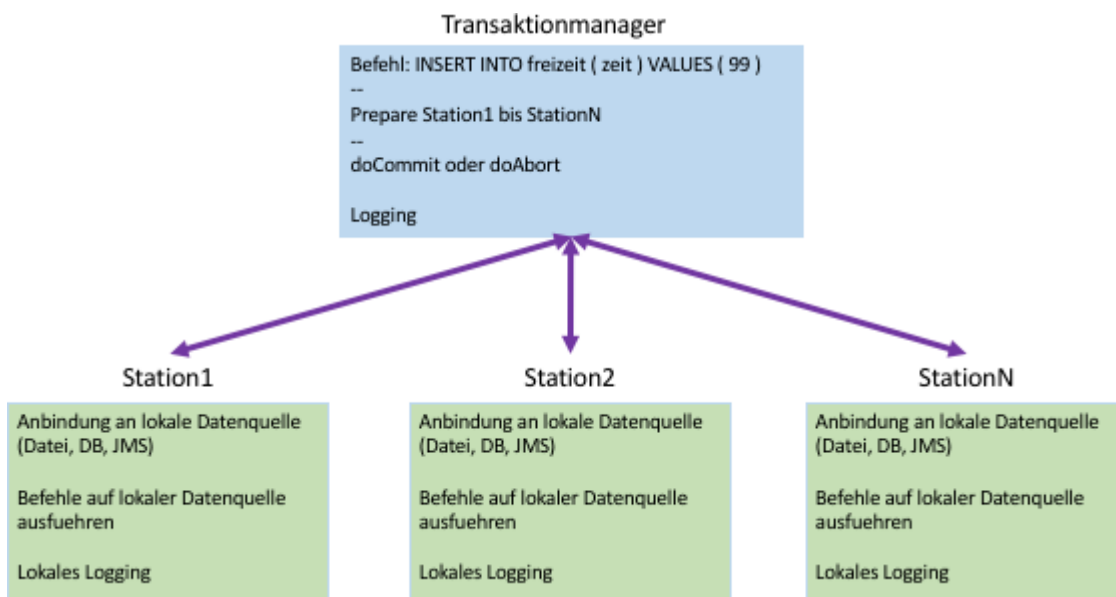 Transaktionmanager
Befehl: INSERT INTO freizeit ( zeit ) VALUES ( 99 )
--
Prepare Station1 bis StationN
--
doCommit oder doAbort
Logging
Station1
Anbindung an lokale Datenquelle
(Datei, DB, JMS)
Befehle auf lokaler Datenquelle
ausfuehren
Lokales Logging
Station2
Anbindung an lokale Datenquelle
(Datei, DB, JMS)
Befehle auf lokaler Datenquelle
ausfuehren
Lokales Logging
StationN
Anbindung an lokale Datenquelle
(Datei, DB, JMS)
Befehle auf lokaler Datenquelle
ausfuehren
Lokales Logging